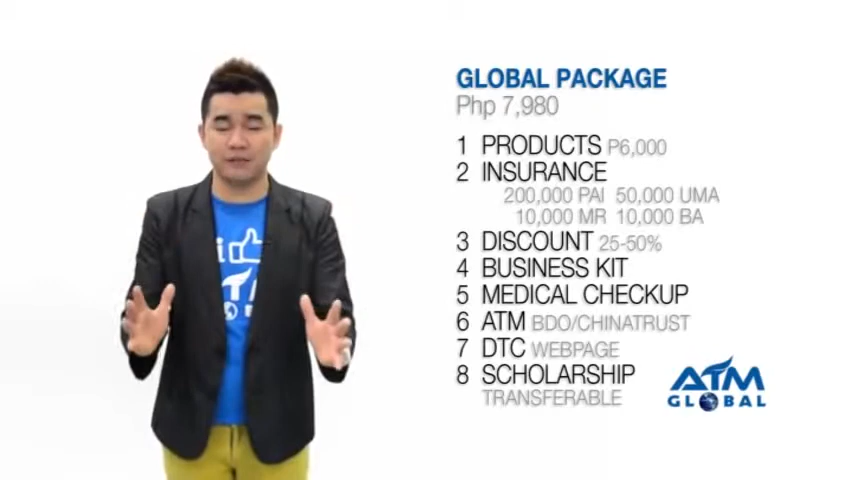 GLOBAL PACKAGE
Php 7,980
1 PRODUCTS P6,000
2 INSURANCE
200,000 PAI 50,000 UMA
10,000 MR 10,000 BA
3 DISCOUNT 25-50%
4 BUSINESS KIT
5 MEDICAL CHECKUP
6 ATM BDO/CHINATRUST
7 DTC WEBPAGE
8 SCHOLARSHIP
TRANSFERABLE
ATM
GLOBAL
i